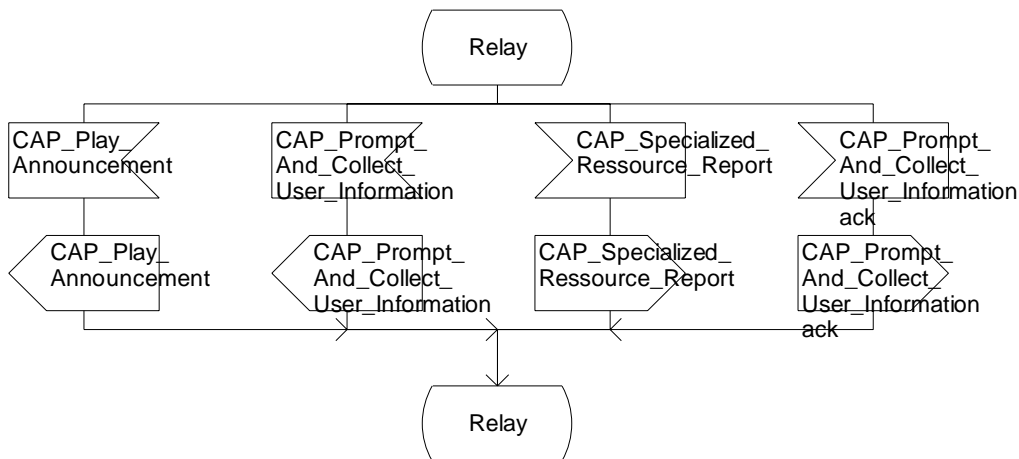 Relay
CAP_Play_
Announcement
CAP_Prompt_
And_Collect_
User_Information
CAP_Specialized_
Ressource_Report
CAP_Prompt_
And_Collect_
User_Information
ack
CAP_Play_
Announcement
CAP_Prompt_
And_Collect_
User_Information
CAP_Specialized_
Ressource_Report
CAP_Prompt_
And_Collect_
User_Information
ack
Relay